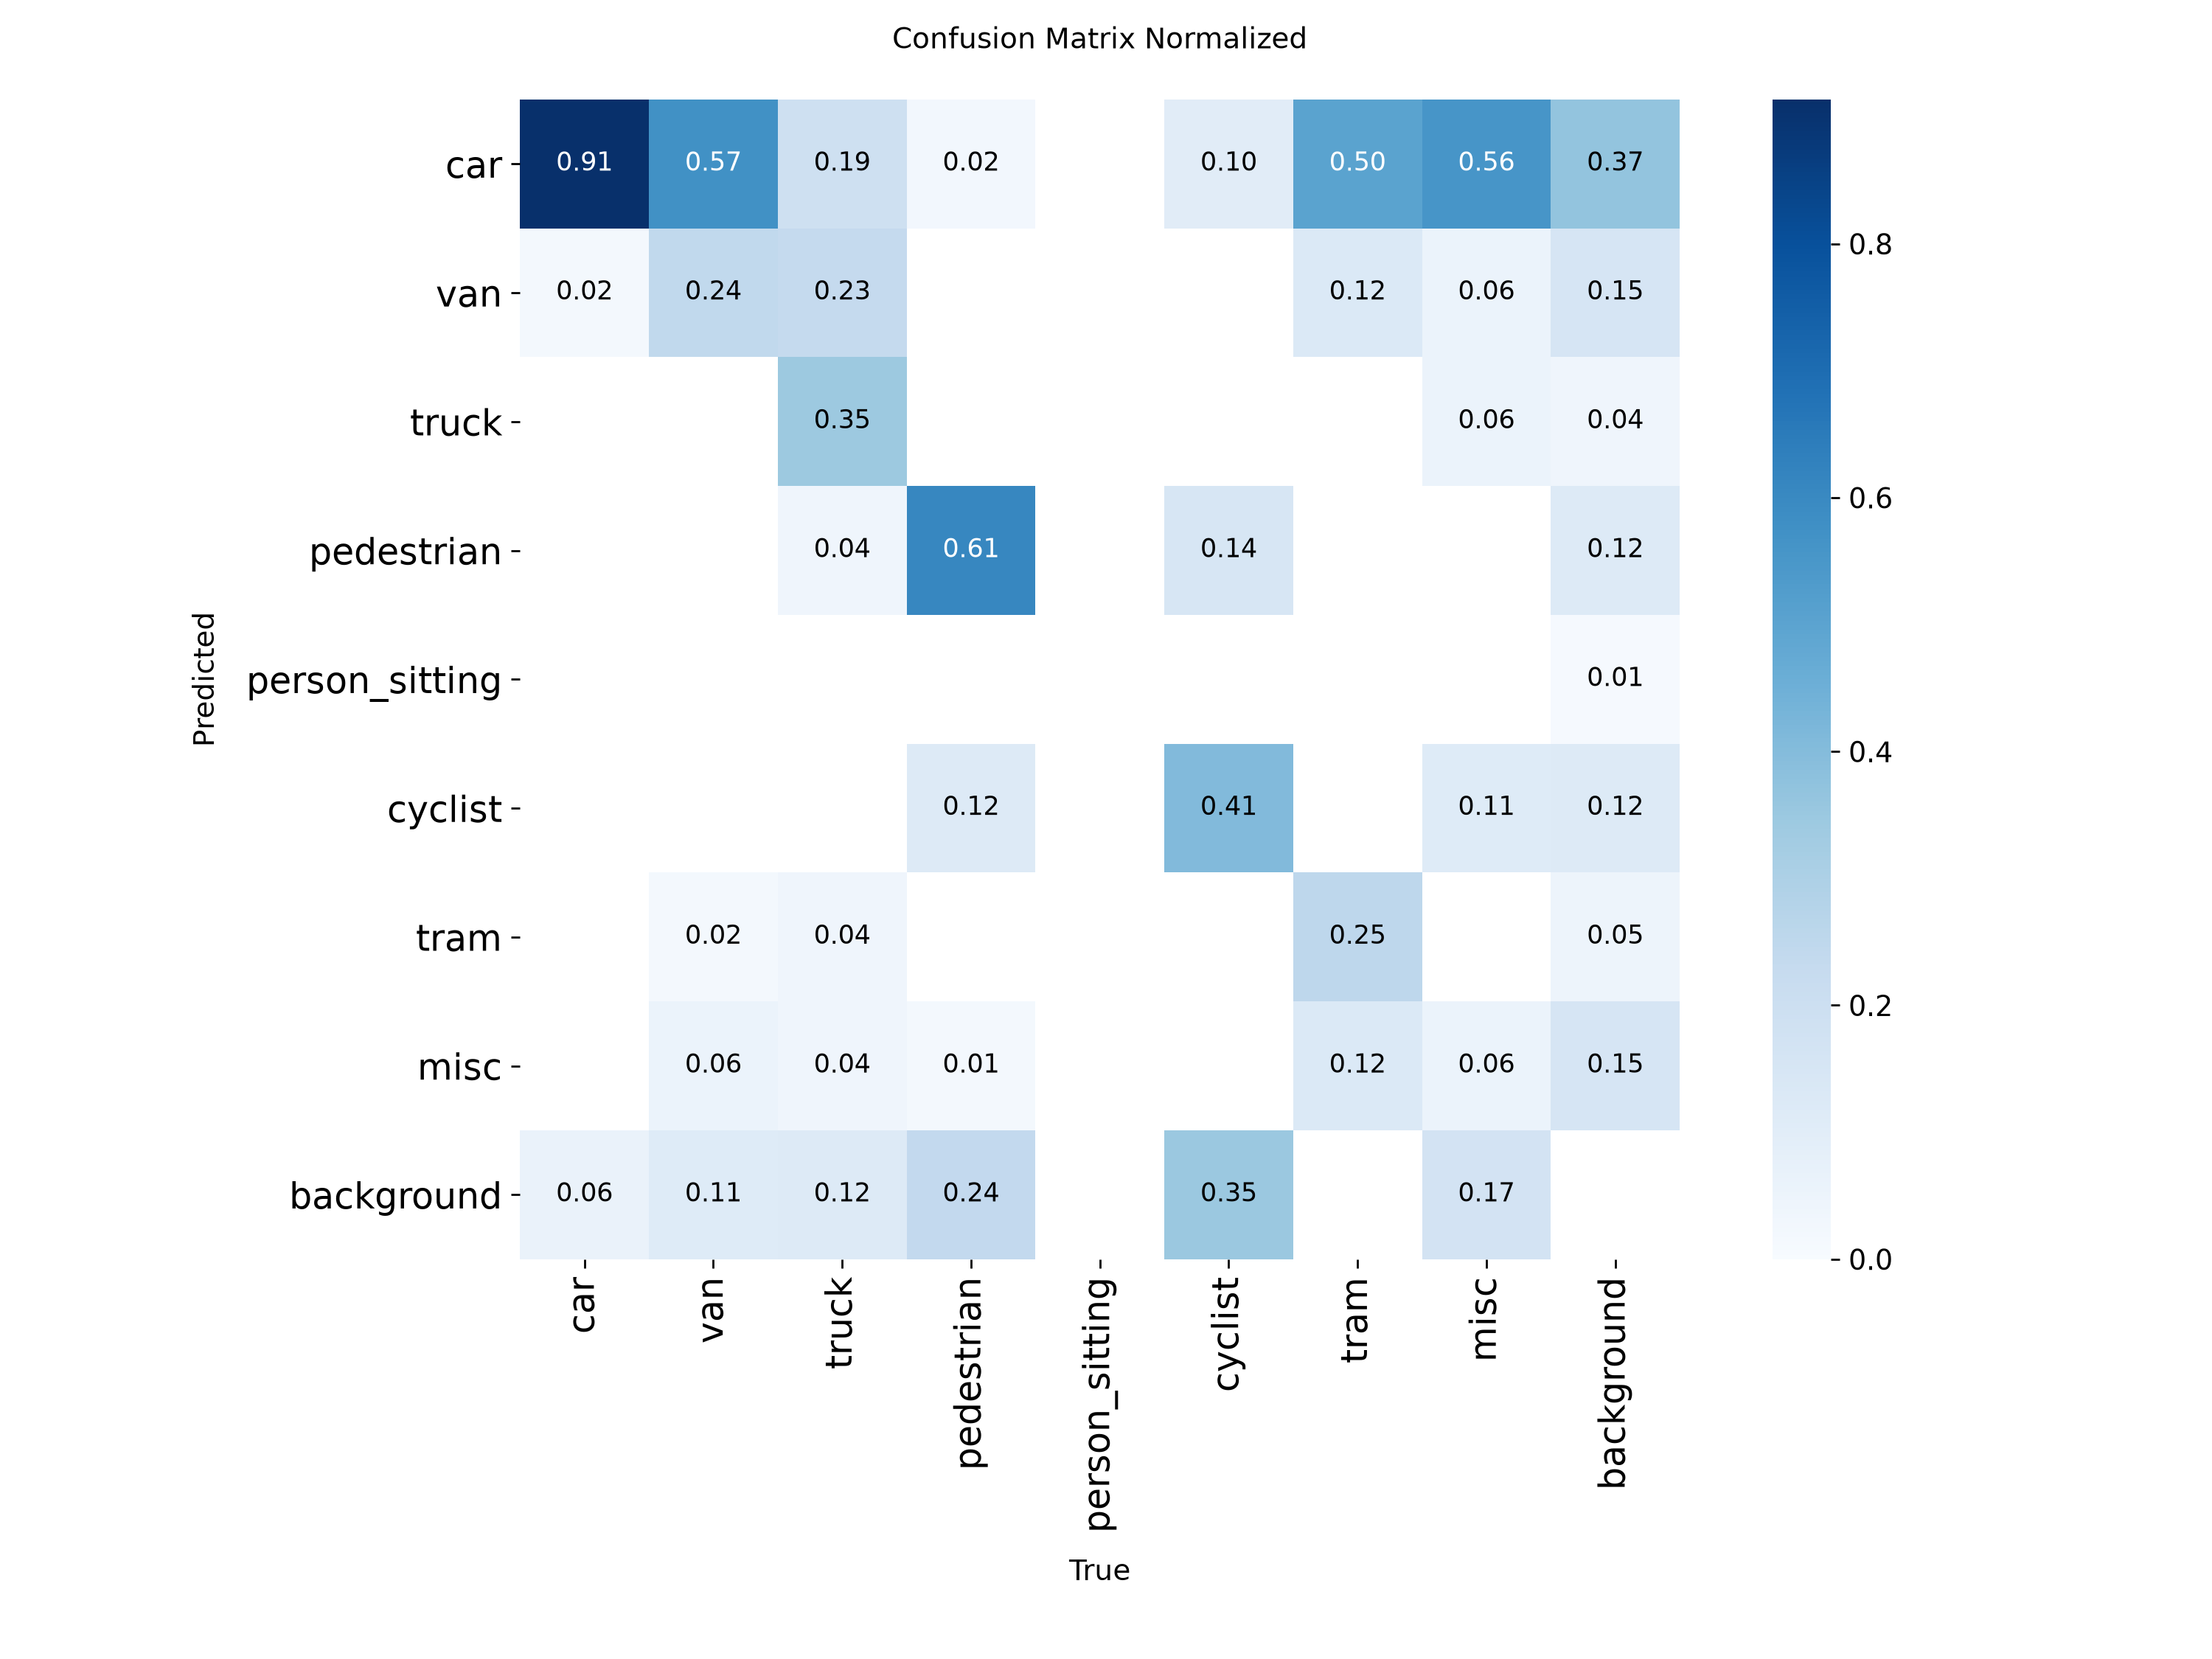 Confusion Matrix Normalized
car 0.91 0.57 0.19 0.02 0.10 0.50 0.56 0.37
van 0.02 0.24 0.23 0.12 0.06 0.15
truck 0.35 0.06 0.04
pedestrian 0.04 0.61 0.14 0.12
person_sitting 0.01
cyclist 0.12 0.41 0.11 0.12
tram 0.02 0.04 0.25 0.05
misc 0.06 0.04 0.01 0.12 0.06 0.15
background 0.06 0.11 0.12 0.24 0.35 0.17
Predicted
car van truck pedestrian person_sitting cyclist tram misc background
True
0.8
0.6
0.4
0.2
0.0